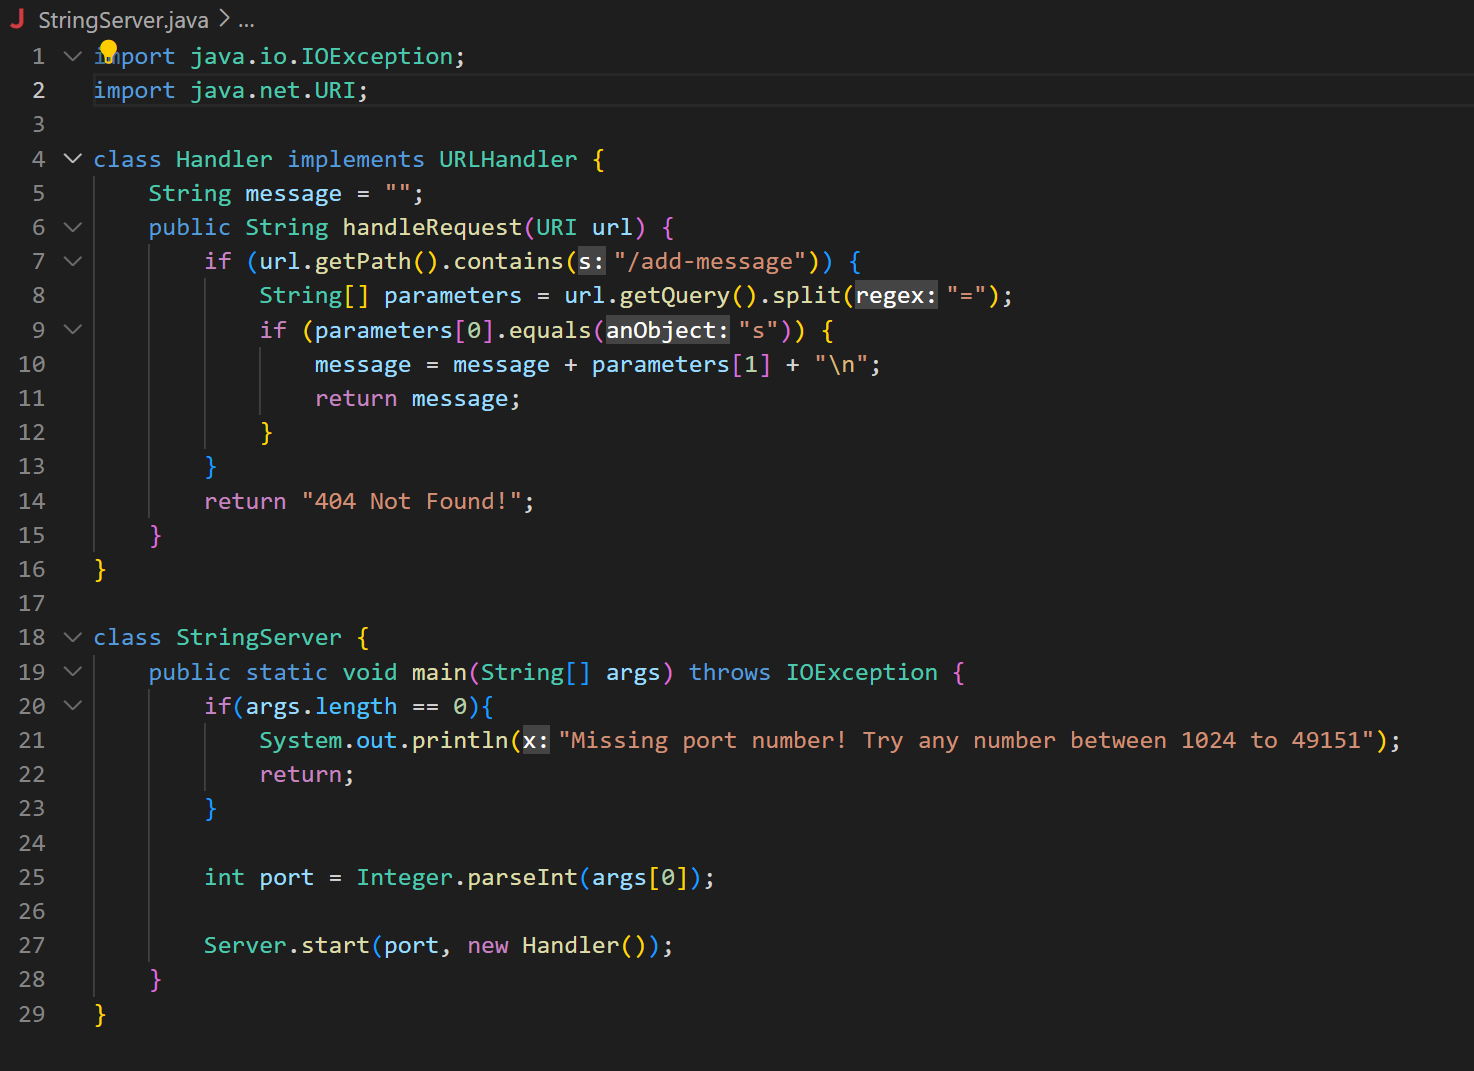 J StringServer.java > ...
1 import java.io.IOException;
2 import java.net.URI;
3
4 class Handler implements URLHandler {
5 String message = "";
6 public String handleRequest(URI url) {
7 if (url.getPath().contains(s: "/add-message")) {
8 String[] parameters = url.getQuery().split(regex: "=");
9 if (parameters[0].equals(anObject: "s")) {
10 message = message + parameters[1] + "\n";
11 return message;
12 }
13 }
14 return "404 Not Found!";
15 }
16 }
17
18 class StringServer {
19 public static void main(String[] args) throws IOException {
20 if(args.length == 0){
21 System.out.println(x: "Missing port number! Try any number between 1024 to 49151");
22 return;
23 }
24
25 int port = Integer.parseInt(args[0]);
26
27 Server.start(port, new Handler());
28 }
29 }